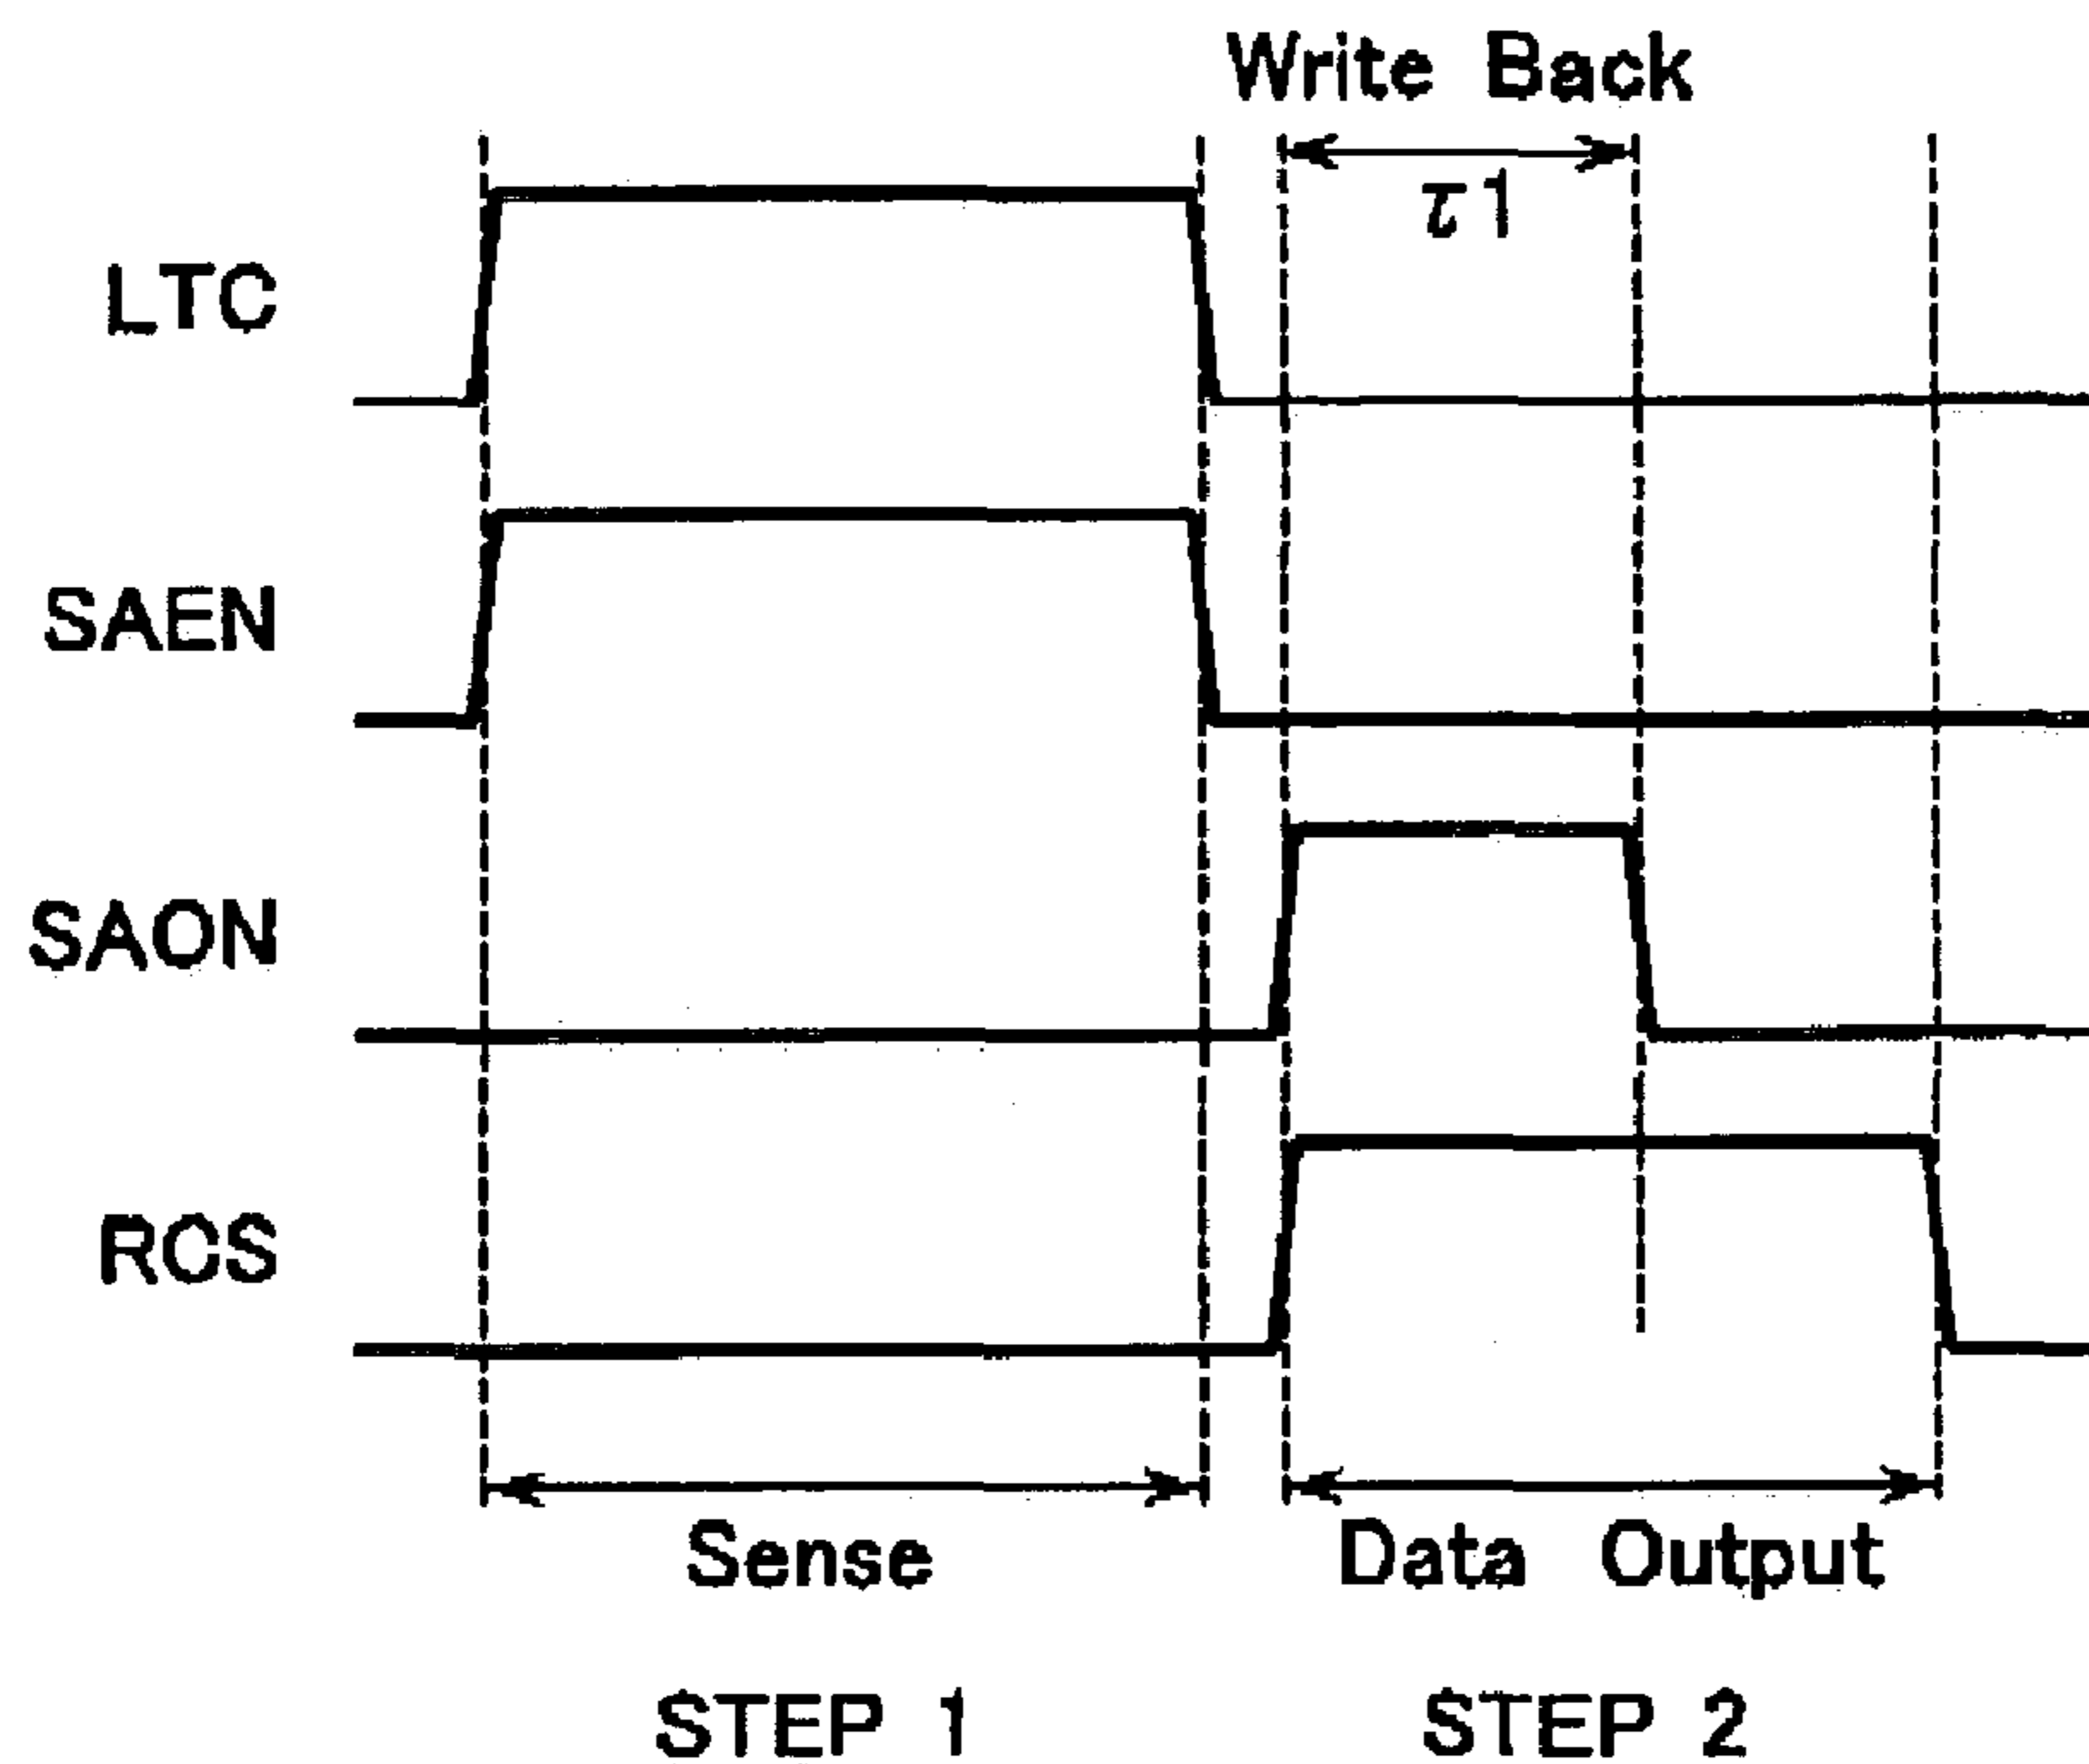 Write Back
τ1
LTC
SAEN
SAON
RCS
Sense
Data Output
STEP 1
STEP 2